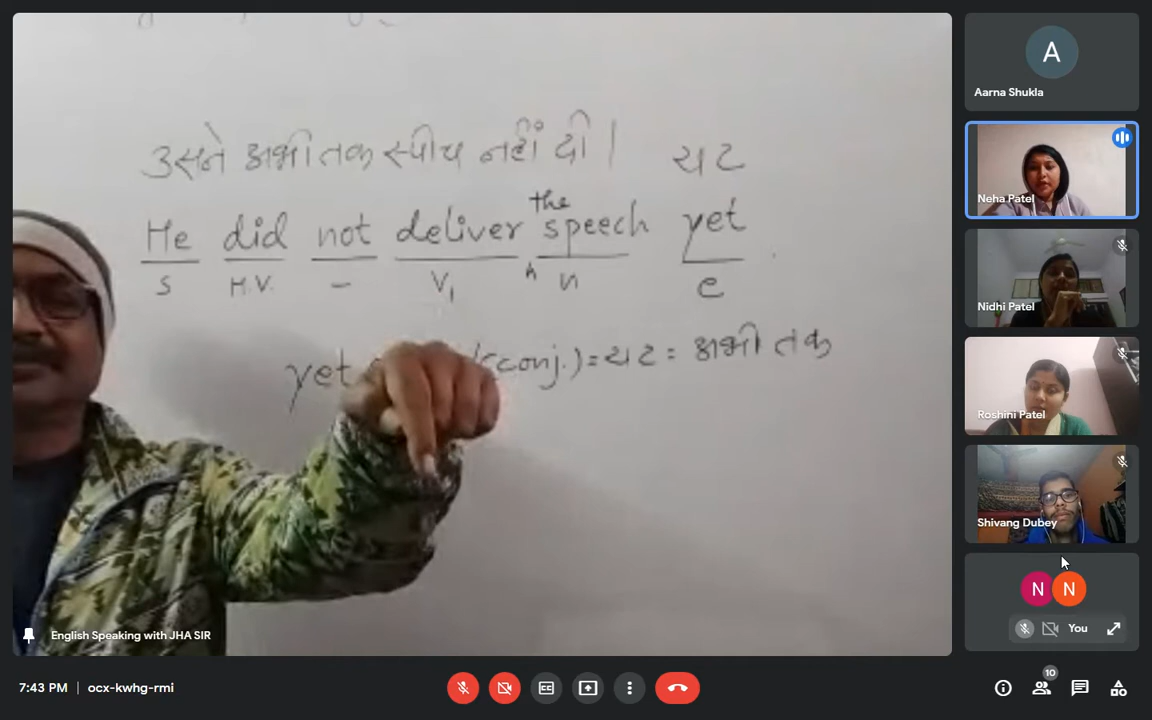 उसने अभी तक स्पीच नहीं दी | यट
the
He did not deliver speech yet
S H.V. – V1 n e
yet (conj.) = यट = अभी तक
English Speaking with JHA SIR
A
Aarna Shukla
Neha Patel
Nidhi Patel
Roshini Patel
Shivang Dubey
N N
You
7:43 PM | ocx-kwhg-rmi
10